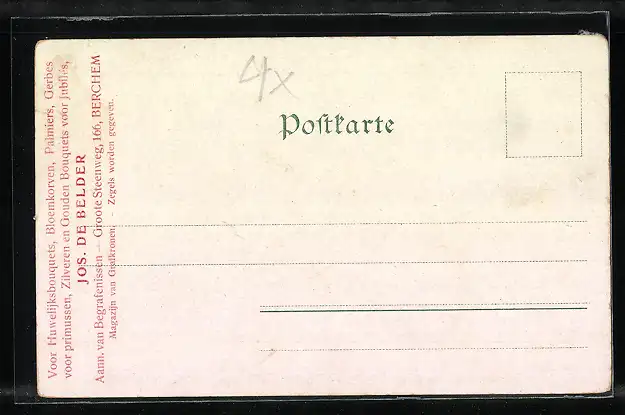 4x
Postkarte
Voor Huwelijksbouquets, Bloemkorven, Palmiers, Gerbes
voor primussen, Zilveren en Gouden Bouquets voor Jubilés,
JOS. DE BELDER
Aann. van Begrafenissen — Groote Steenweg, 166, BERCHEM
Magazijn van Grafkronen. - Zegels worden gegeven.